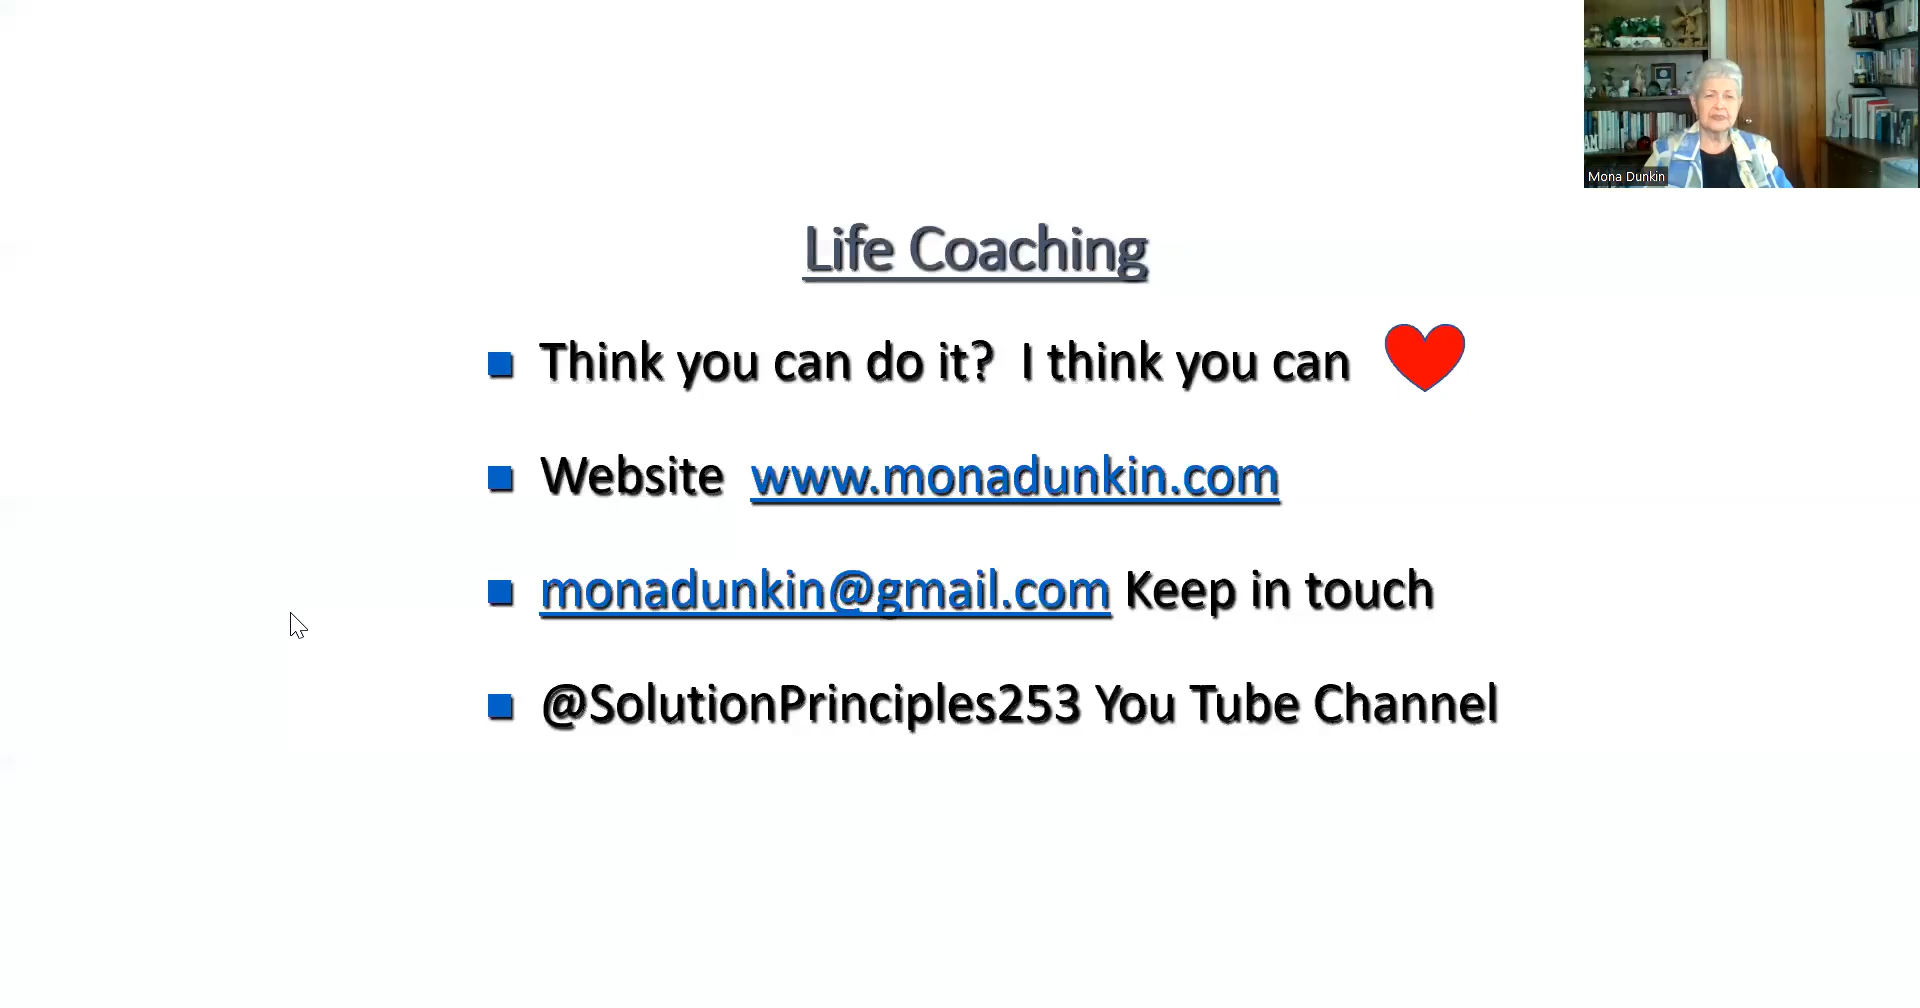 Mona Dunkin
Life Coaching
Think you can do it? I think you can
Website www.monadunkin.com
monadunkin@gmail.com Keep in touch
@SolutionPrinciples253 You Tube Channel